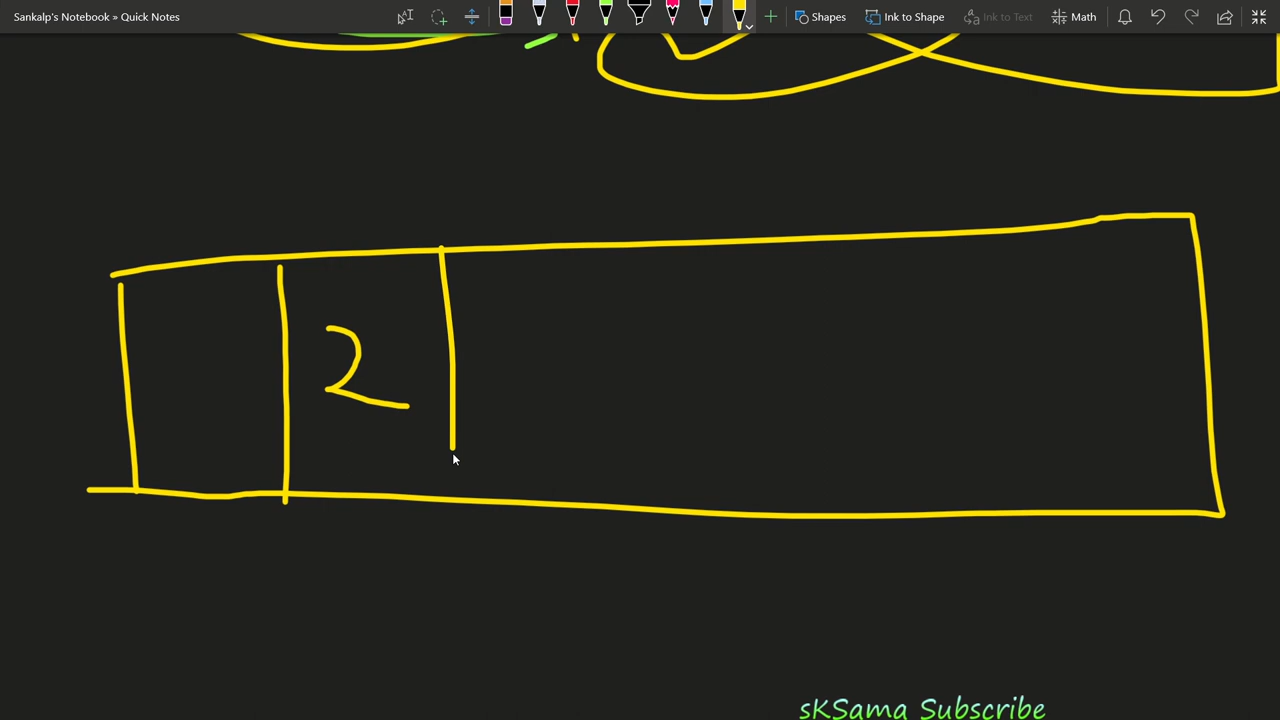 Sankalp's Notebook » Quick Notes
Shapes
Ink to Shape
Ink to Text
Math
2
sKSama Subscribe